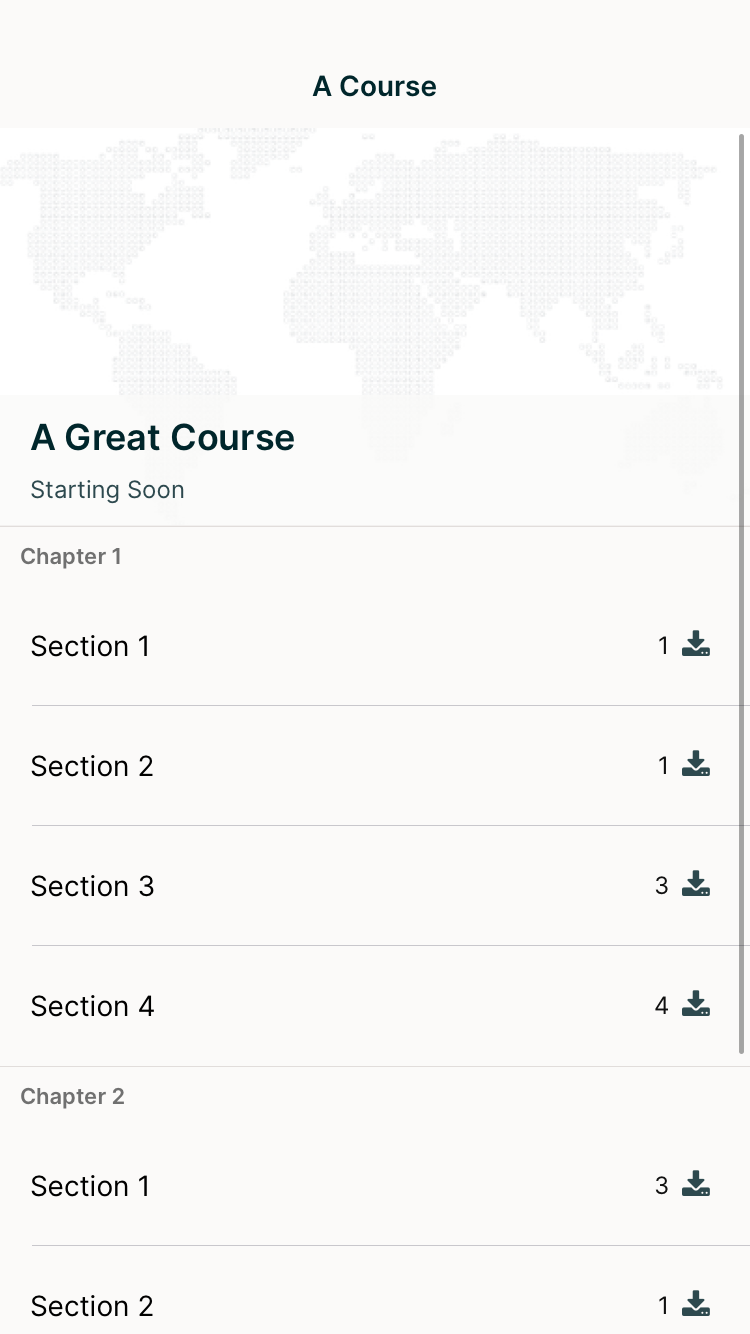 A Course
A Great Course
Starting Soon
Chapter 1
Section 1 1
Section 2 1
Section 3 3
Section 4 4
Chapter 2
Section 1 3
Section 2 1